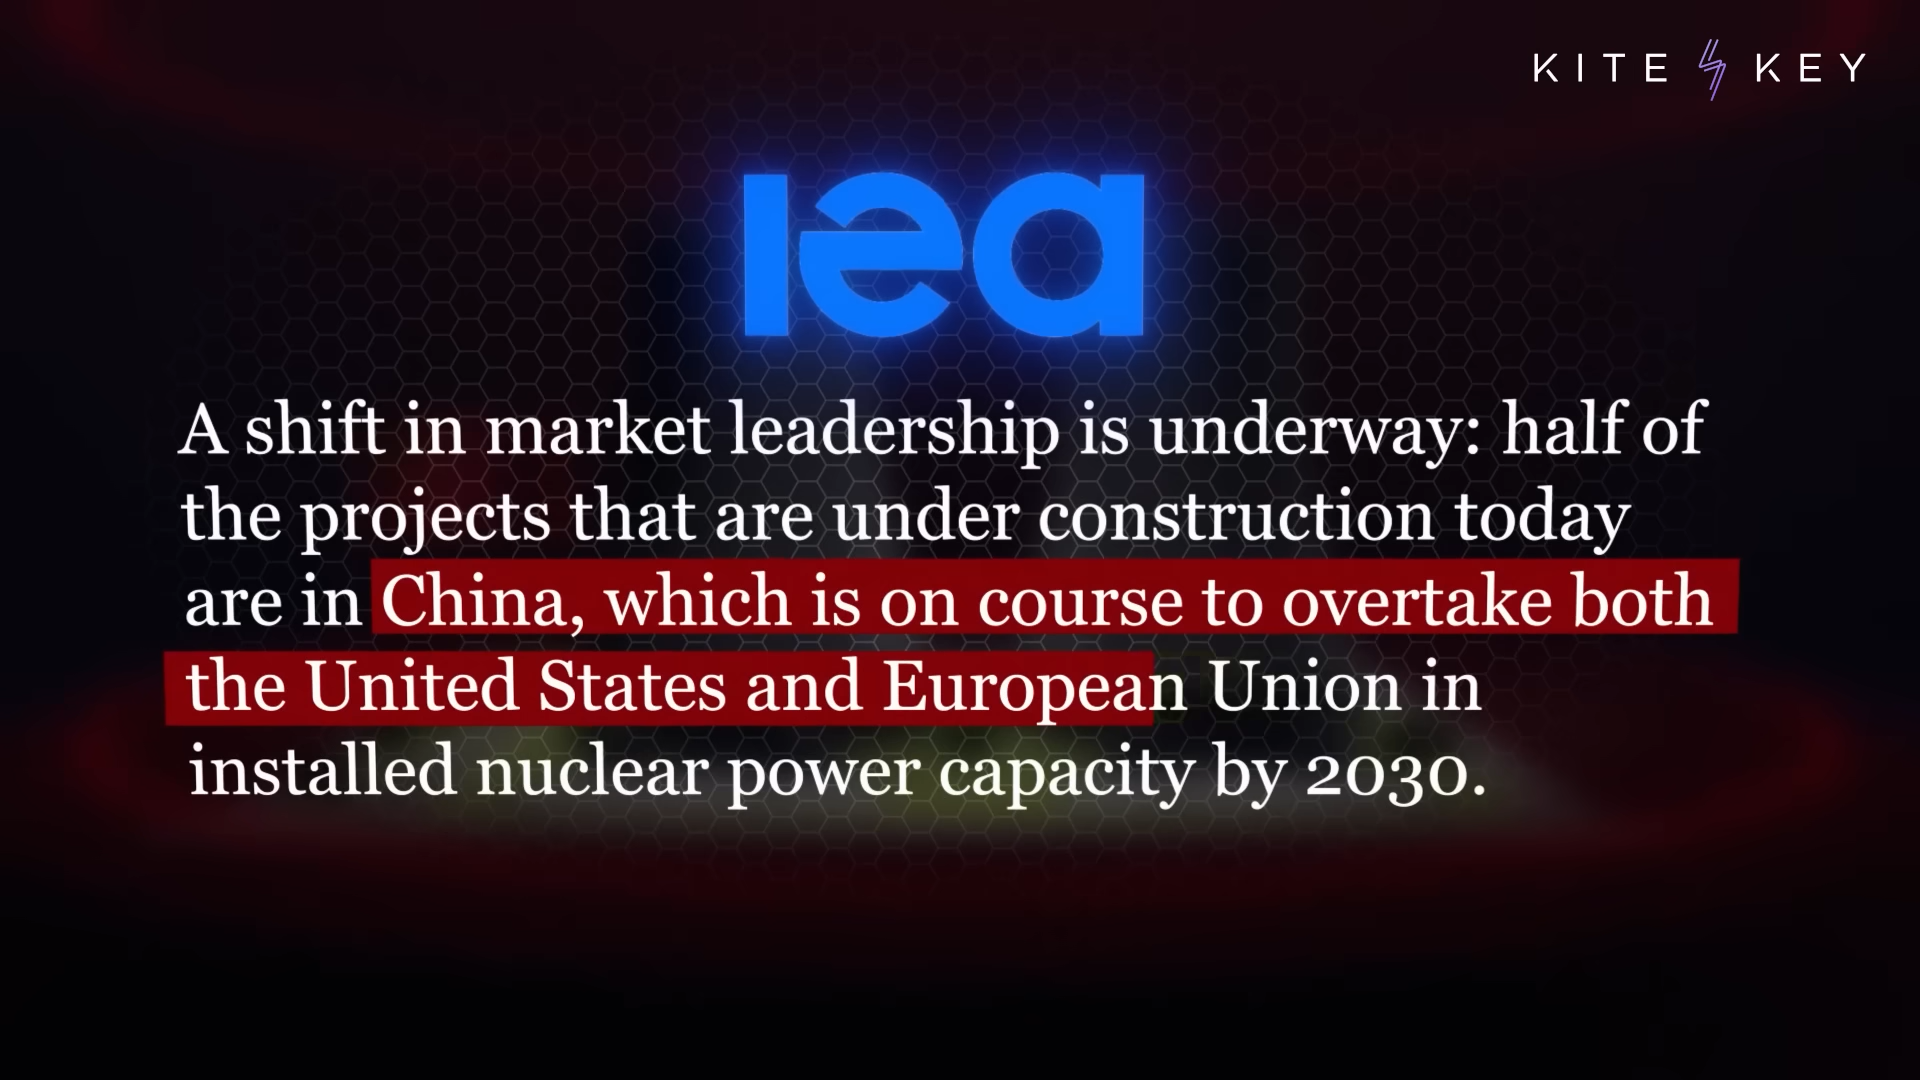 KITE KEY
iea
A shift in market leadership is underway: half of
the projects that are under construction today
are in China, which is on course to overtake both
the United States and European Union in
installed nuclear power capacity by 2030.